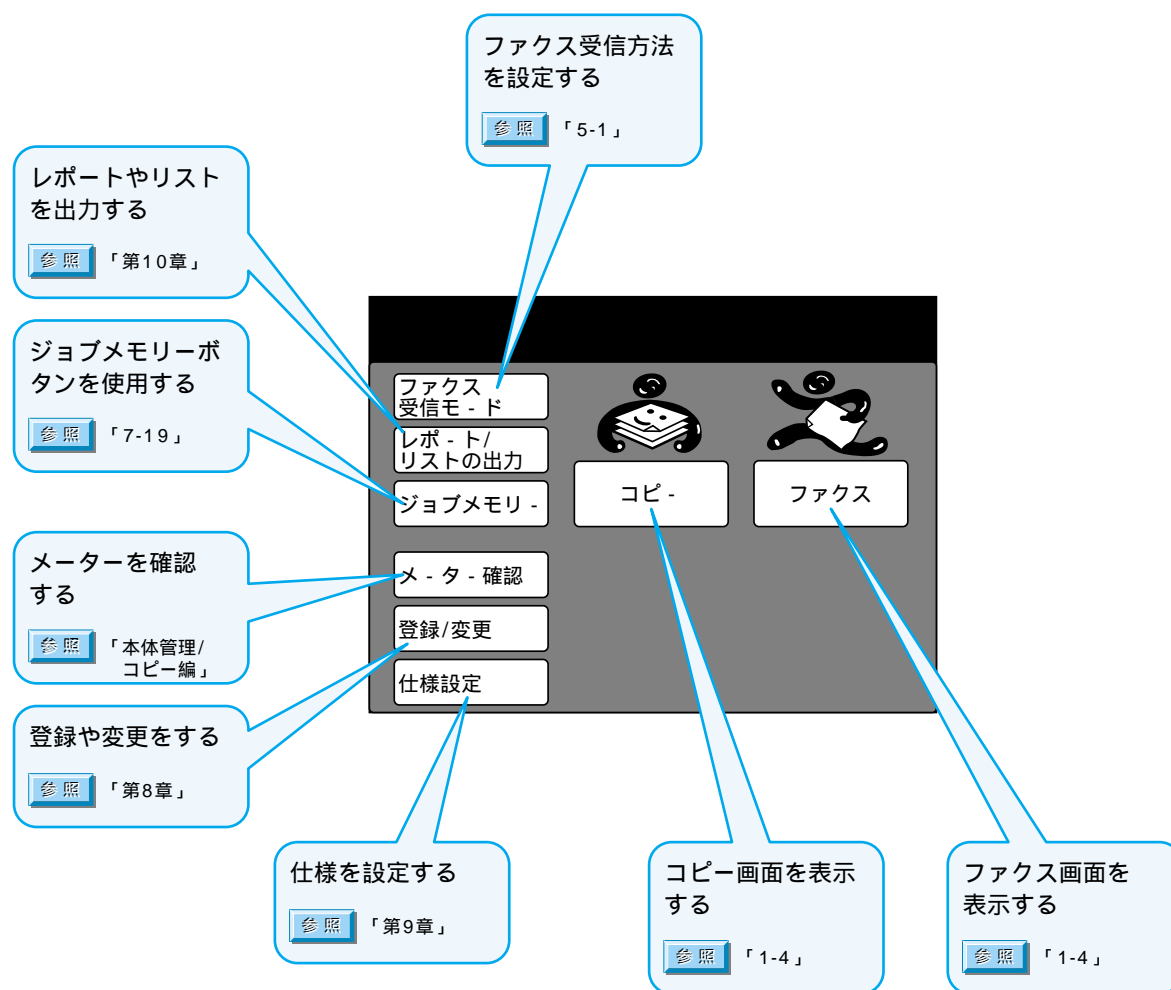 ファクス受信方法
を設定する
参照 「5-1」
レポートやリスト
を出力する
参照 「第10章」
ジョブメモリーボ
タンを使用する
参照 「7-19」
メーターを確認
する
参照 「本体管理/
コピー編」
登録や変更をする
参照 「第8章」
ファクス
受信モ-ド
レポ-ト/
リストの出力
ジョブメモリ-
メ-タ-確認
登録/変更
仕様設定
コピ-
ファクス
仕様を設定する
参照 「第9章」
コピー画面を表示
する
参照 「1-4」
ファクス画面を
表示する
参照 「1-4」